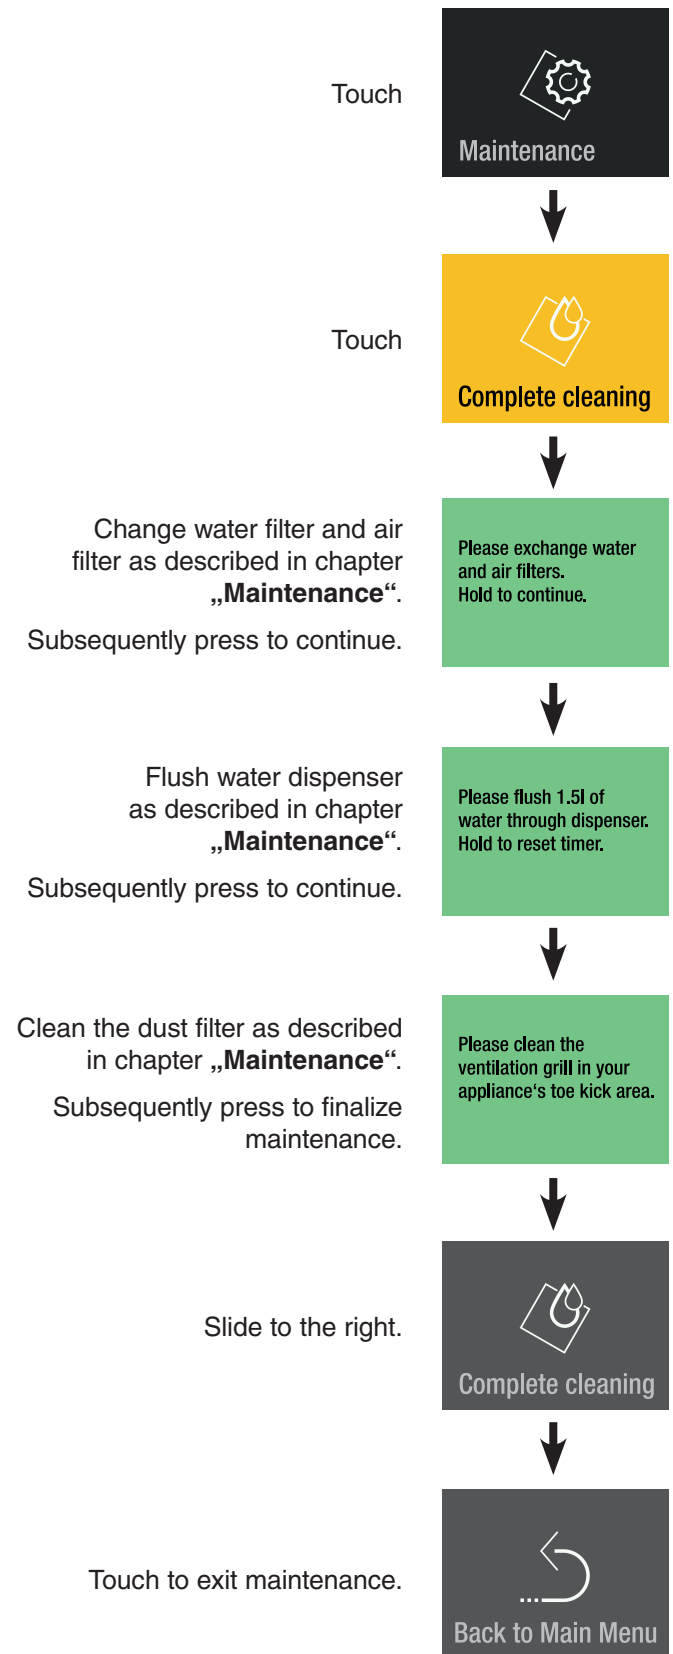 Touch
Maintenance
Touch
Complete cleaning
Change water filter and air
filter as described in chapter
„Maintenance“.
Subsequently press to continue.
Please exchange water
and air filters.
Hold to continue.
Flush water dispenser
as described in chapter
„Maintenance“.
Subsequently press to continue.
Please flush 1.5l of
water through dispenser.
Hold to reset timer.
Clean the dust filter as described
in chapter „Maintenance“.
Subsequently press to finalize
maintenance.
Please clean the
ventilation grill in your
appliance‘s toe kick area.
Slide to the right.
Complete cleaning
Touch to exit maintenance.
Back to Main Menu